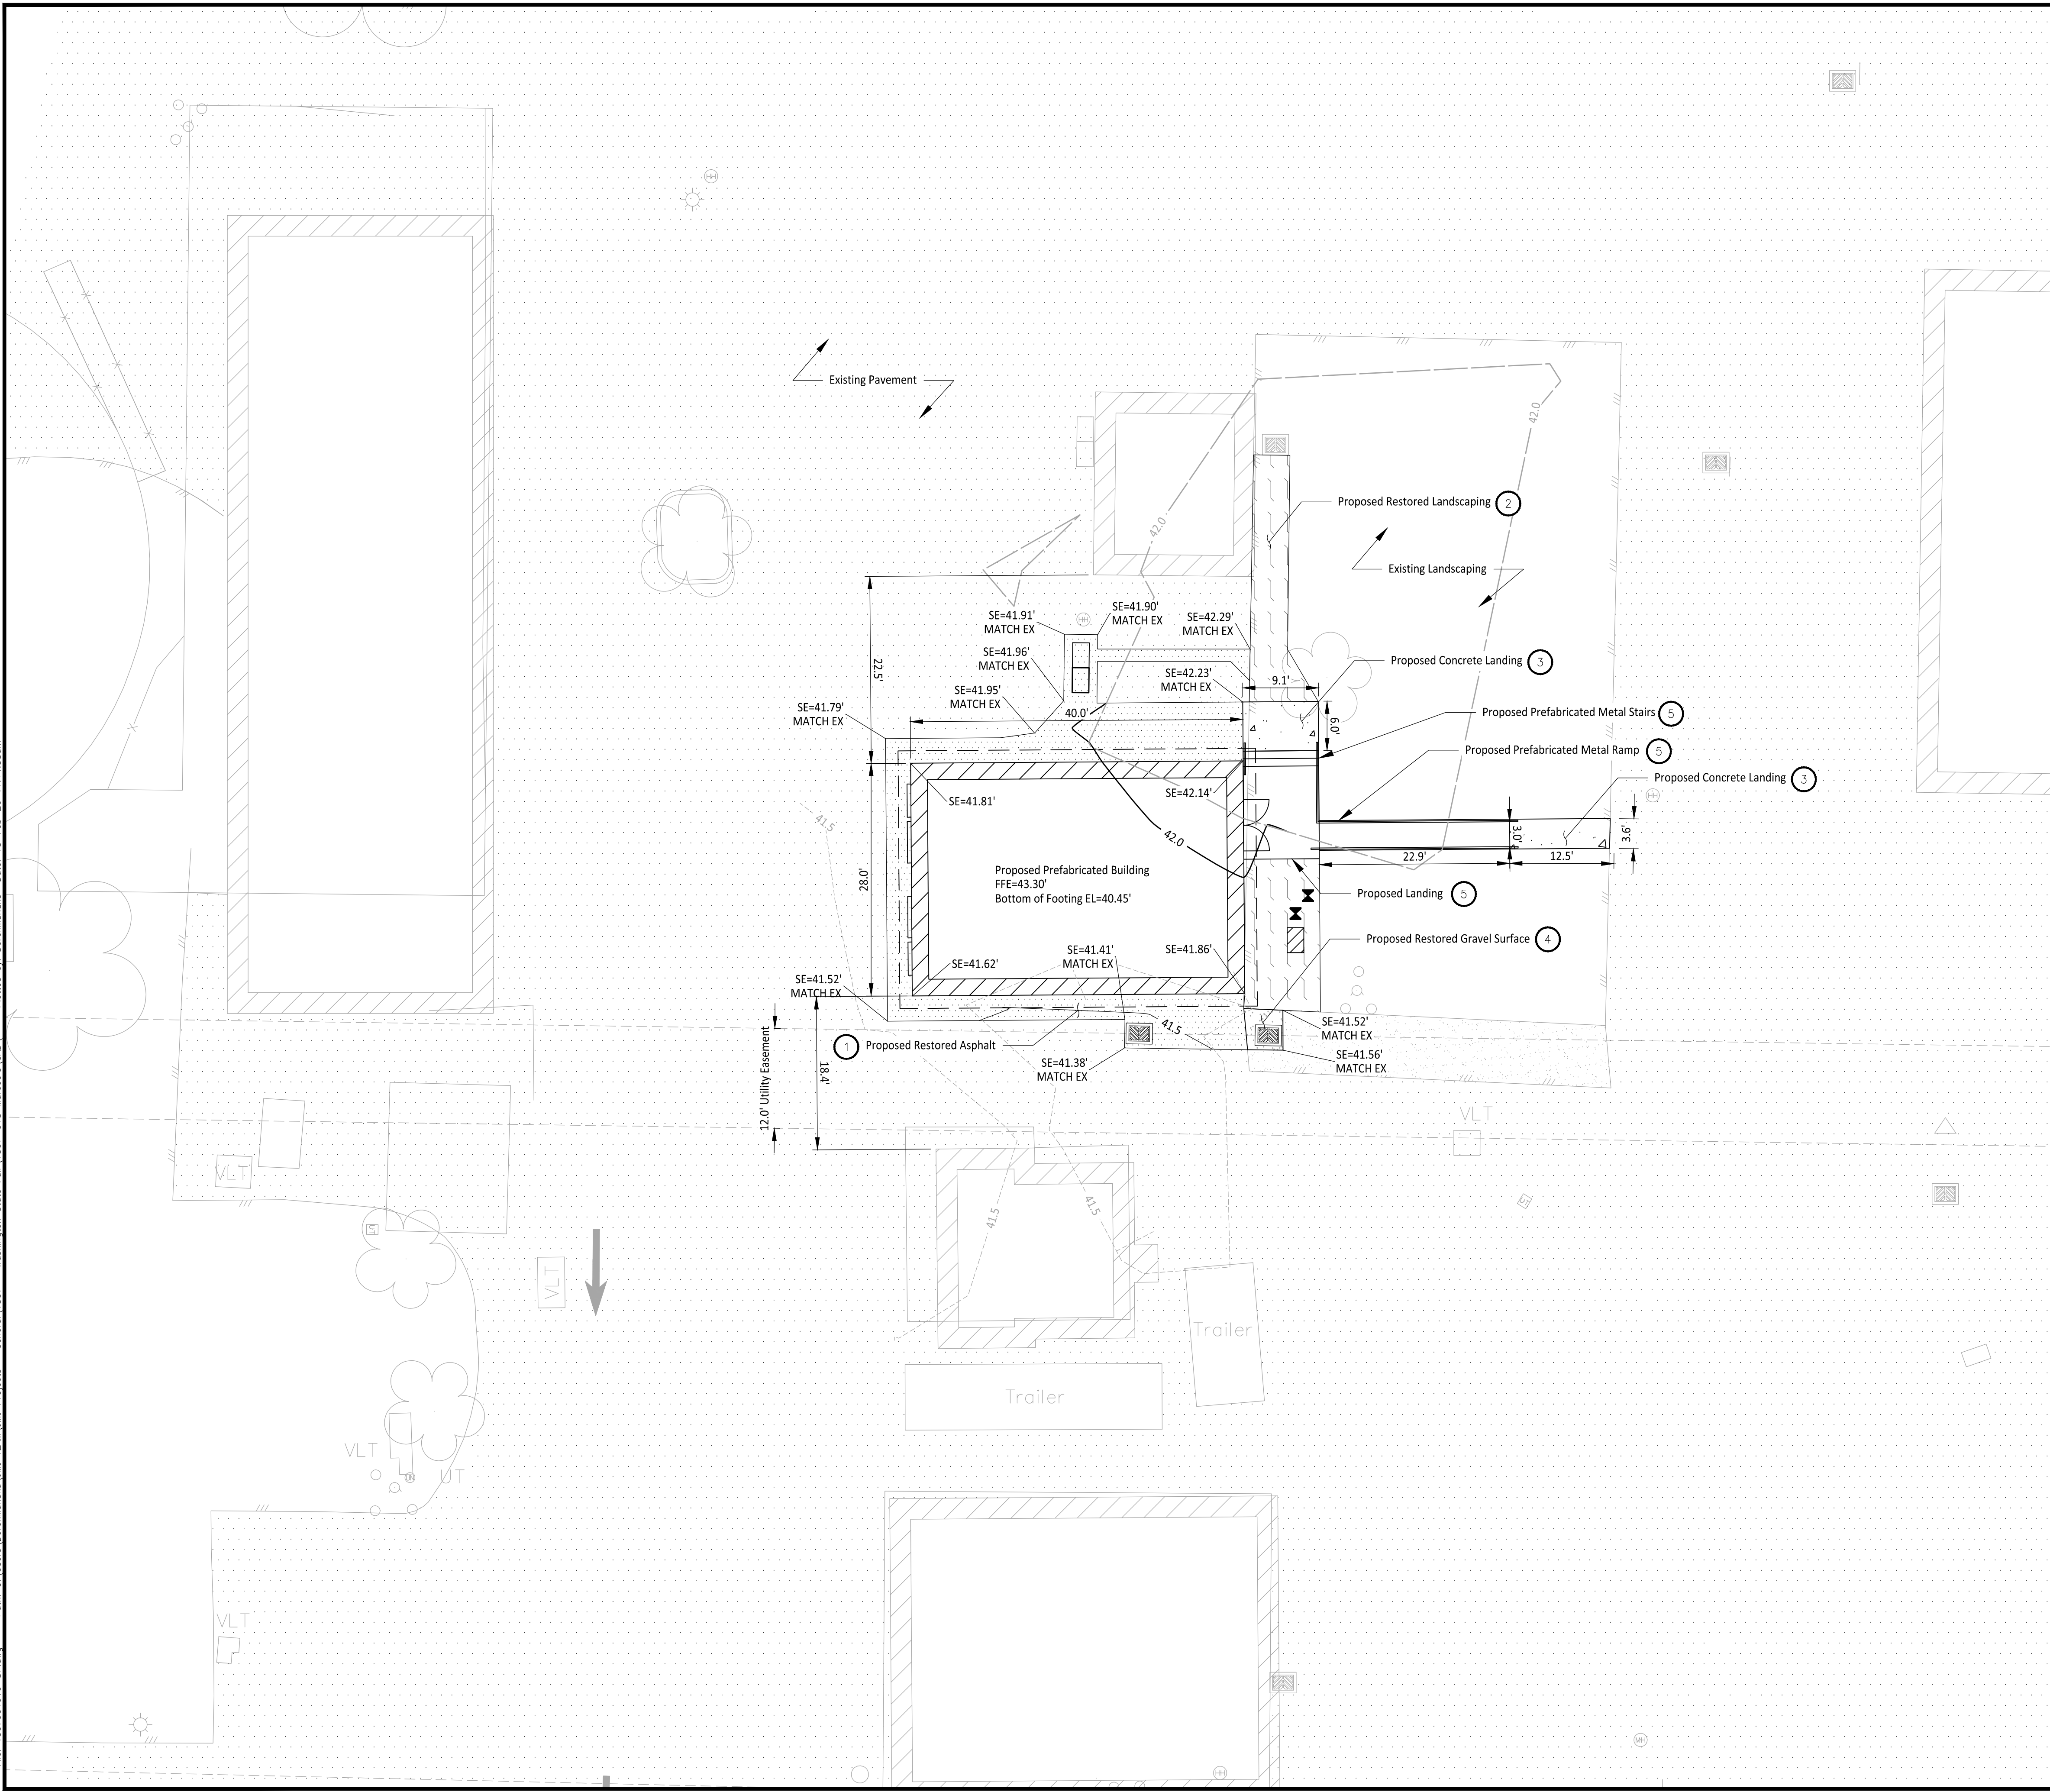 HH
Existing Pavement
42.0
Proposed Restored Landscaping 2
42.0
Existing Landscaping
SE=41.91'
MATCH EX
HH
SE=41.90'
MATCH EX
SE=42.29'
MATCH EX
SE=41.96'
MATCH EX
Proposed Concrete Landing 3
22.5'
SE=42.23'
MATCH EX
9.1'
SE=41.95'
MATCH EX
SE=41.79'
MATCH EX
40.0'
6.0'
Proposed Prefabricated Metal Stairs 5
Proposed Prefabricated Metal Ramp 5
Proposed Concrete Landing 3
HH
SE=41.81'
SE=42.14'
41.5
42.0
3.0'
3.6'
22.9'
12.5'
28.0'
Proposed Prefabricated Building
FFE=43.30'
Bottom of Footing EL=40.45'
Proposed Landing 5
Proposed Restored Gravel Surface 4
SE=41.41'
MATCH EX
SE=41.86'
SE=41.62'
SE=41.52'
MATCH EX
41.5
SE=41.52'
MATCH EX
1 Proposed Restored Asphalt
SE=41.38'
MATCH EX
SE=41.56'
MATCH EX
12.0' Utility Easement
18.4'
VLT
VLT
UT
41.5
41.5
VLT
Trailer
Trailer
VLT
UT
VLT
MH
HH